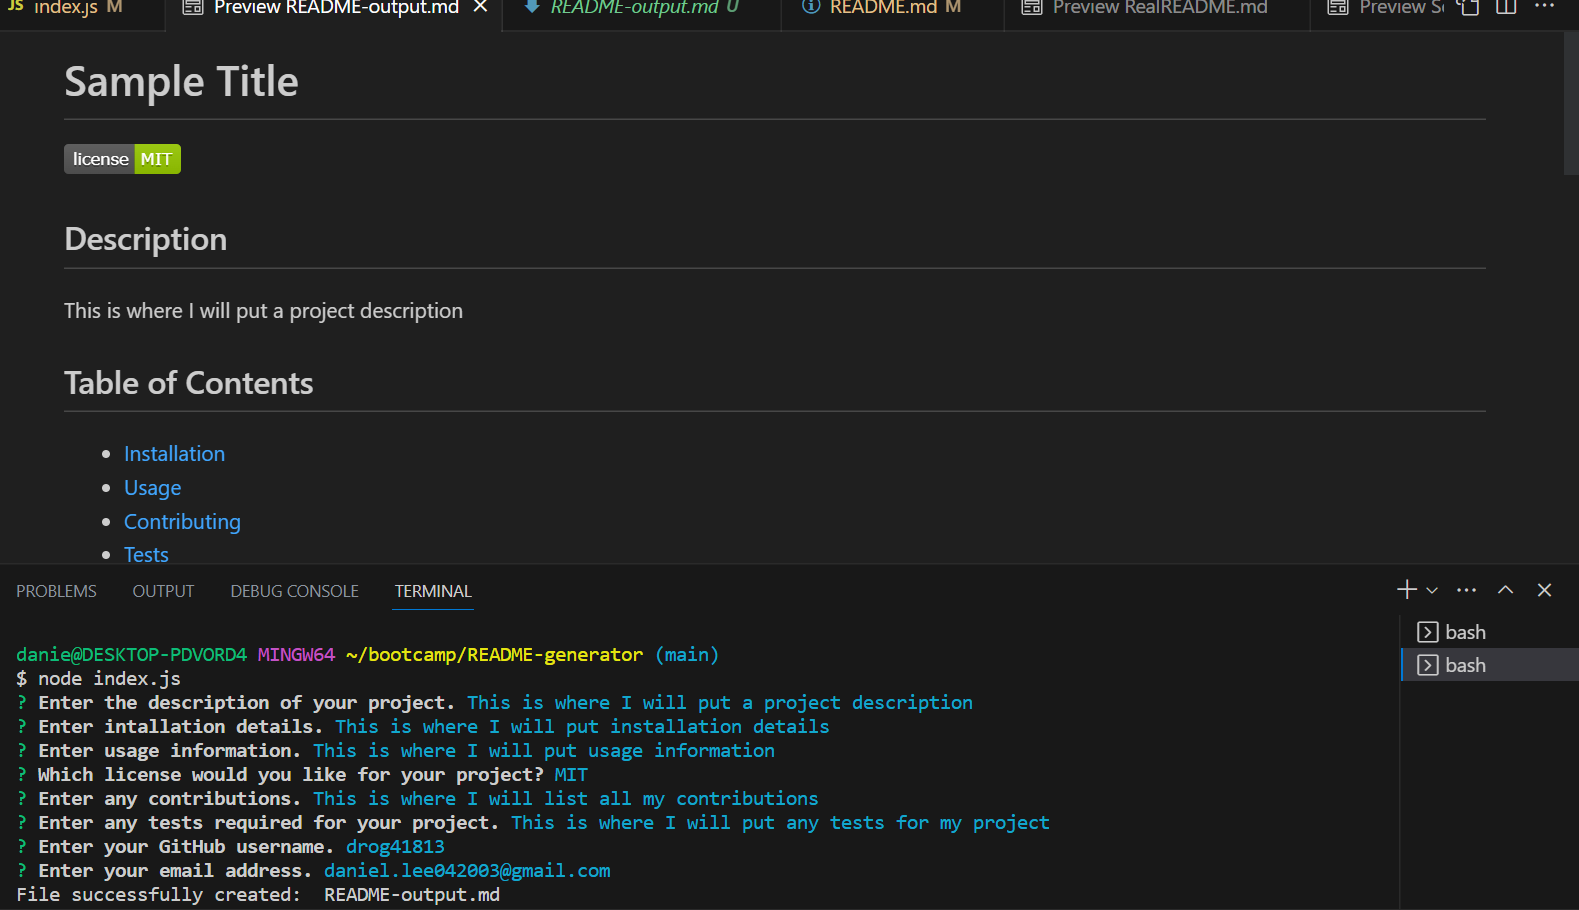 JS index.js M Preview README-output.md README-output.md U README.md M Preview RealREADME.md Preview
Sample Title
license MIT
Description
This is where I will put a project description
Table of Contents
Installation
Usage
Contributing
Tests
PROBLEMS OUTPUT DEBUG CONSOLE TERMINAL
danie@DESKTOP-PDVORD4 MINGW64 ~/bootcamp/README-generator (main)
$ node index.js
? Enter the description of your project. This is where I will put a project description
? Enter intallation details. This is where I will put installation details
? Enter usage information. This is where I will put usage information
? Which license would you like for your project? MIT
? Enter any contributions. This is where I will list all my contributions
? Enter any tests required for your project. This is where I will put any tests for my project
? Enter your GitHub username. drog41813
? Enter your email address. daniel.lee042003@gmail.com
File successfully created: README-output.md
bash
bash